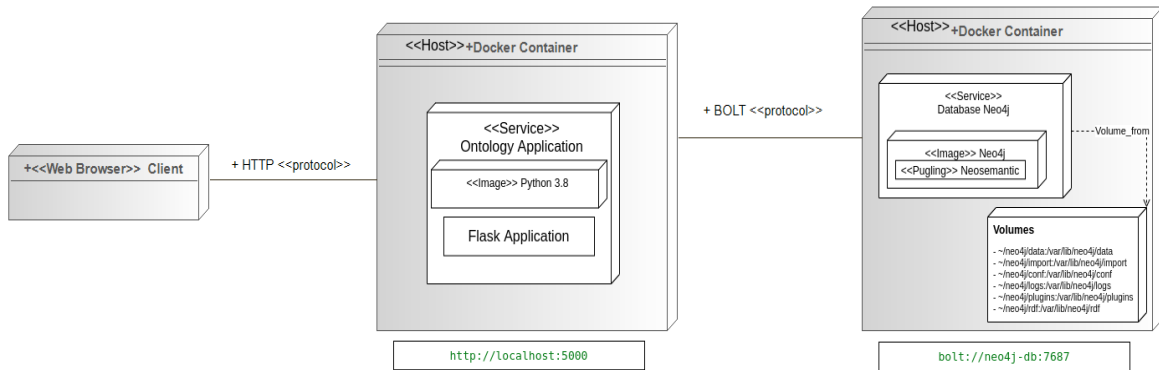 +<<Web Browser>> Client
+ HTTP <<protocol>>
<<Host>> +Docker Container
<<Service>>
Ontology Application
<<Image>> Python 3.8
Flask Application
http://localhost:5000
+ BOLT <<protocol>>
<<Host>> +Docker Container
<<Service>>
Database Neo4j
<<Image>> Neo4j
<<Pugling>> Neosemantic
Volume_from
Volumes
- ~/neo4j/data:/var/lib/neo4j/data
- ~/neo4j/import:/var/lib/neo4j/import
- ~/neo4j/conf:/var/lib/neo4j/conf
- ~/neo4j/logs:/var/lib/neo4j/logs
- ~/neo4j/plugins:/var/lib/neo4j/plugins
- ~/neo4j/rdf:/var/lib/neo4j/rdf
bolt://neo4j-db:7687